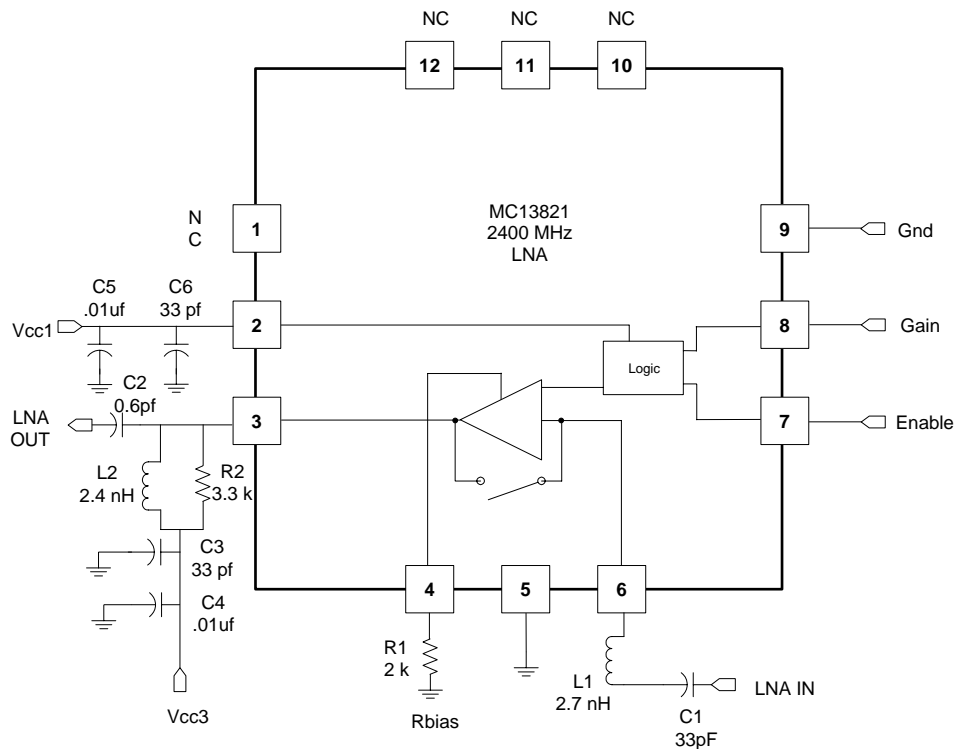 NC
NC
NC
12
11
10
N
C
1
MC13821
2400 MHz
LNA
9
Gnd
C5
.01uf
C6
33 pf
Vcc1
2
8
Gain
Logic
C2
0.6pf
LNA
OUT
3
7
Enable
L2
2.4 nH
R2
3.3 k
C3
33 pf
C4
.01uf
4
5
6
R1
2 k
L1
2.7 nH
LNA IN
C1
33pF
Vcc3
Rbias